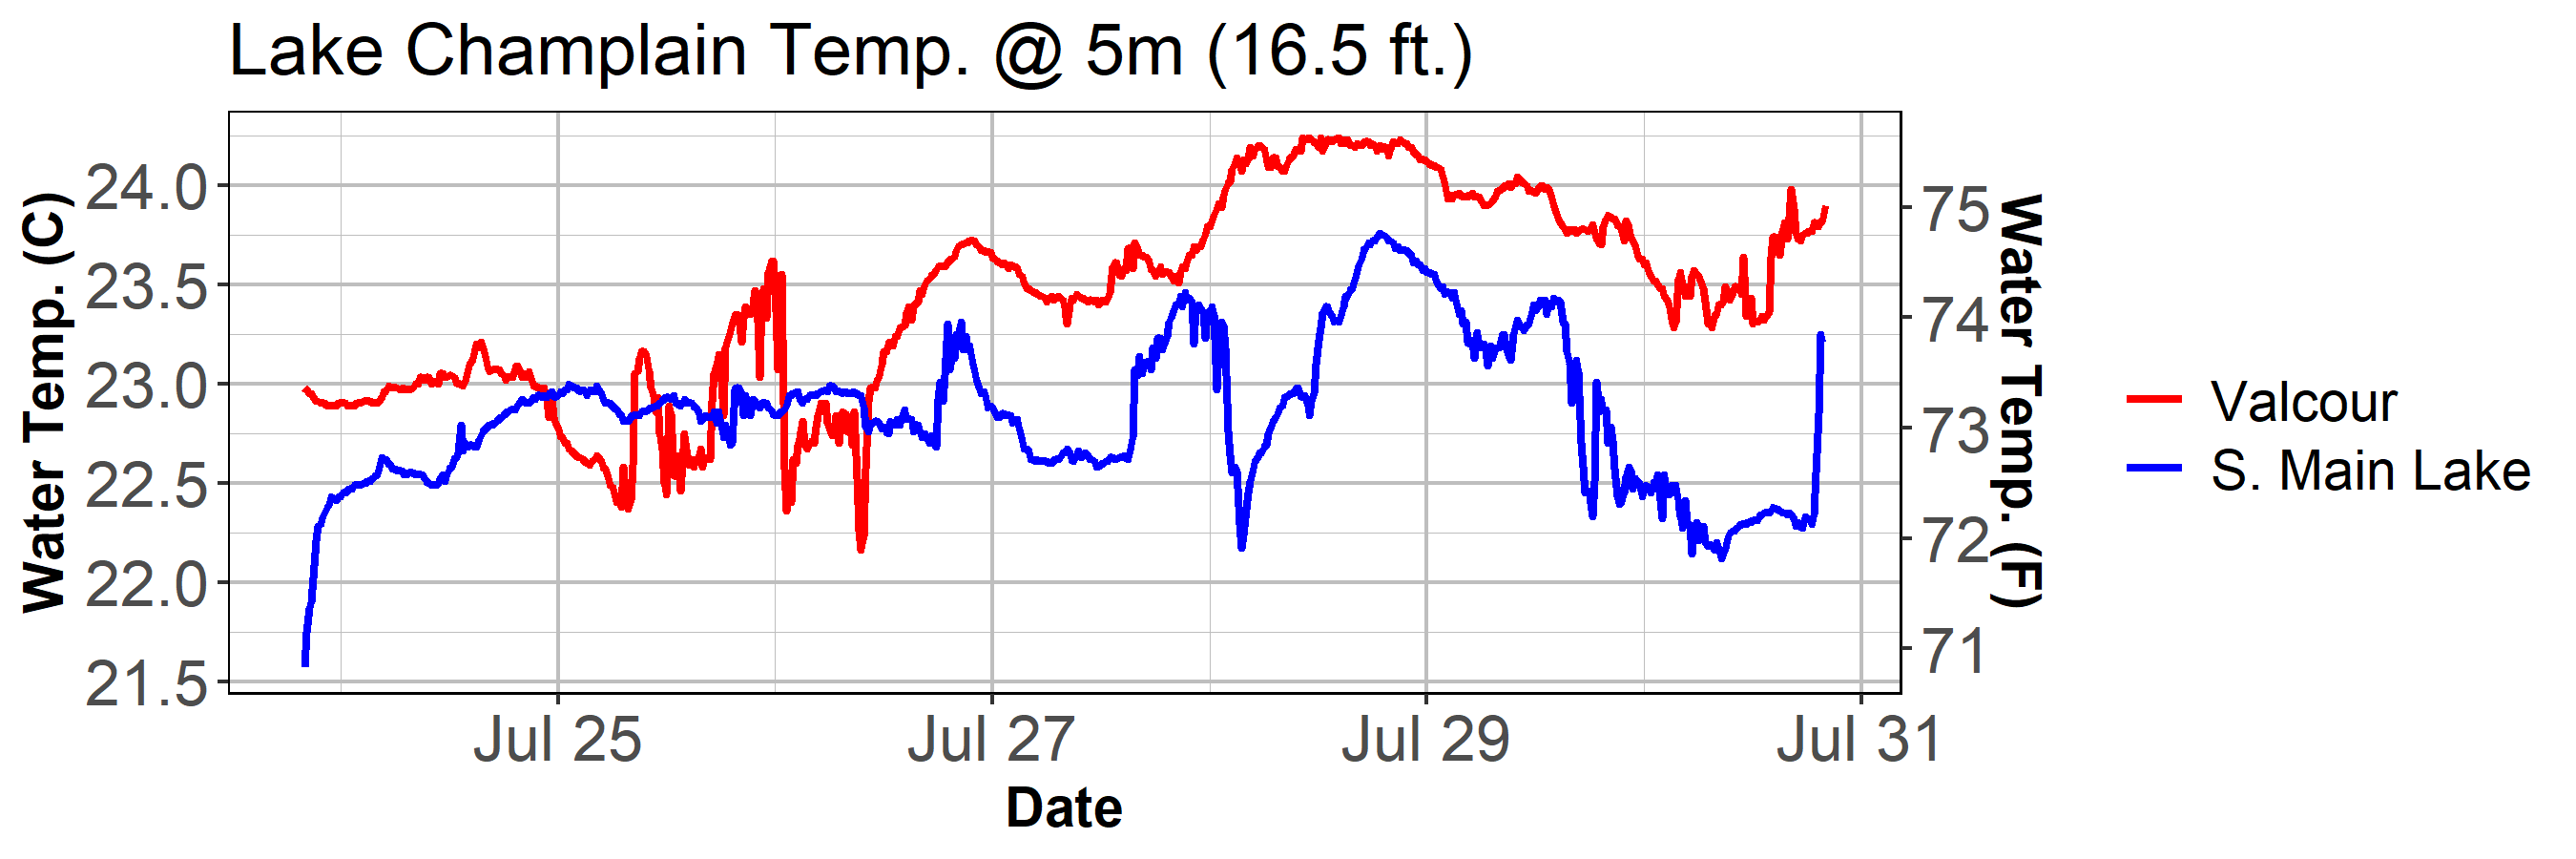 Lake Champlain Temp. @ 5m (16.5 ft.)
Water Temp. (C)
24.0
23.5
23.0
22.5
22.0
21.5
75
74
73
72
71
Water Temp. (F)
Jul 25 Jul 27 Jul 29 Jul 31
Date
Valcour
S. Main Lake